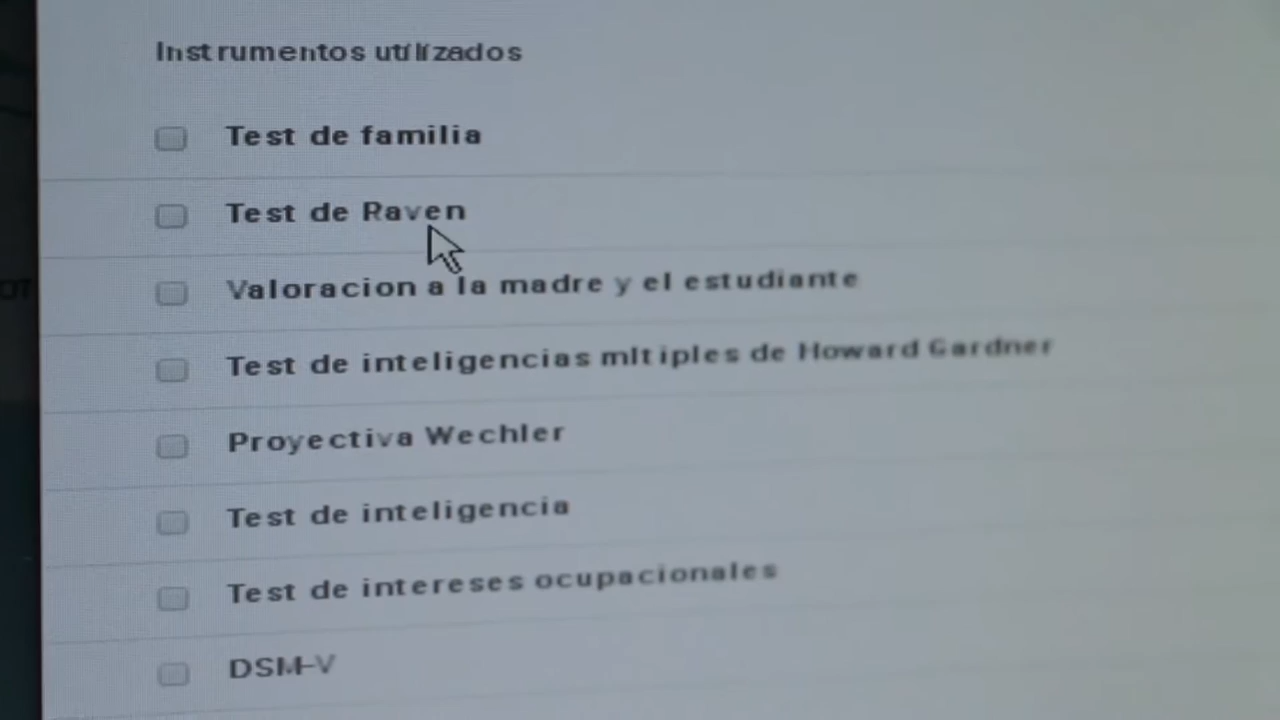 Instrumentos utilizados
Test de familia
Test de Raven
Valoracion a la madre y el estudiante
Test de inteligencias mltiples de Howard Gardner
Proyectiva Wechler
Test de inteligencia
Test de intereses ocupacionales
DSM-V